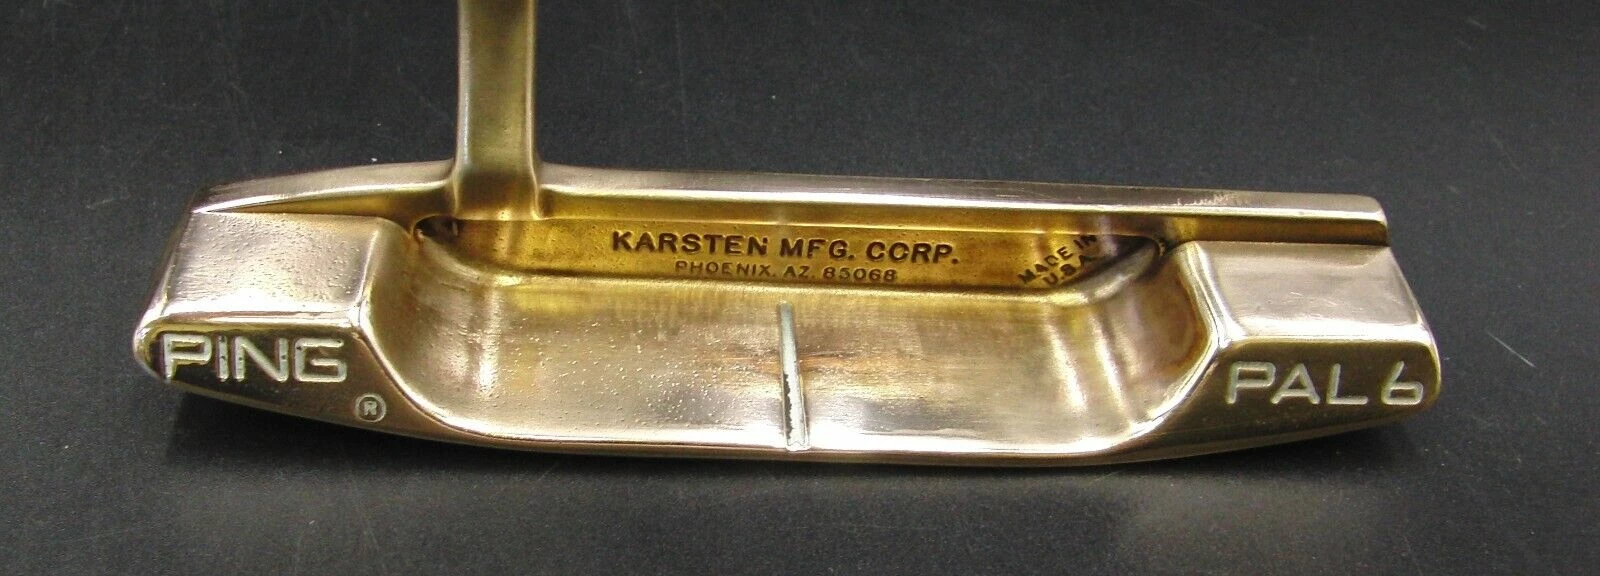 KARSTEN MFG. CORP.
PHOENIX, AZ. 85068
MADE IN
U.S.A.
PING
®
PAL 6